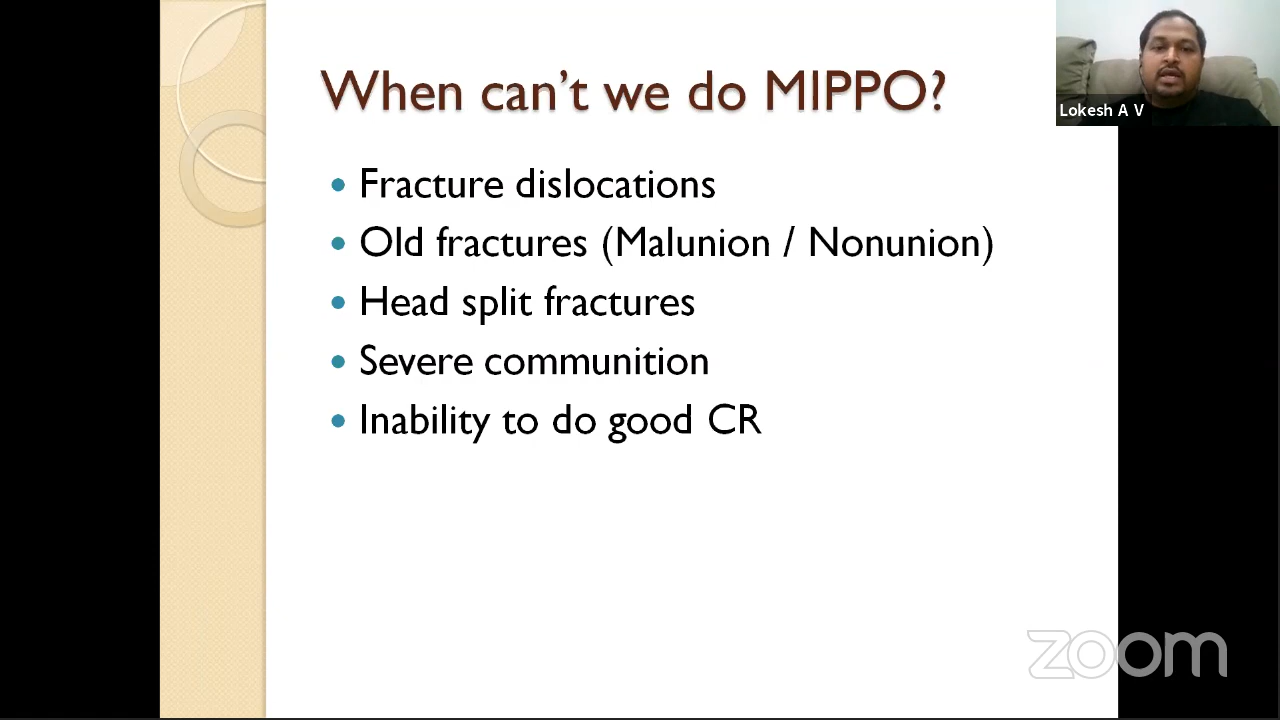 When can't we do MIPPO?
Lokesh A V
Fracture dislocations
Old fractures (Malunion / Nonunion)
Head split fractures
Severe communition
Inability to do good CR
zoom